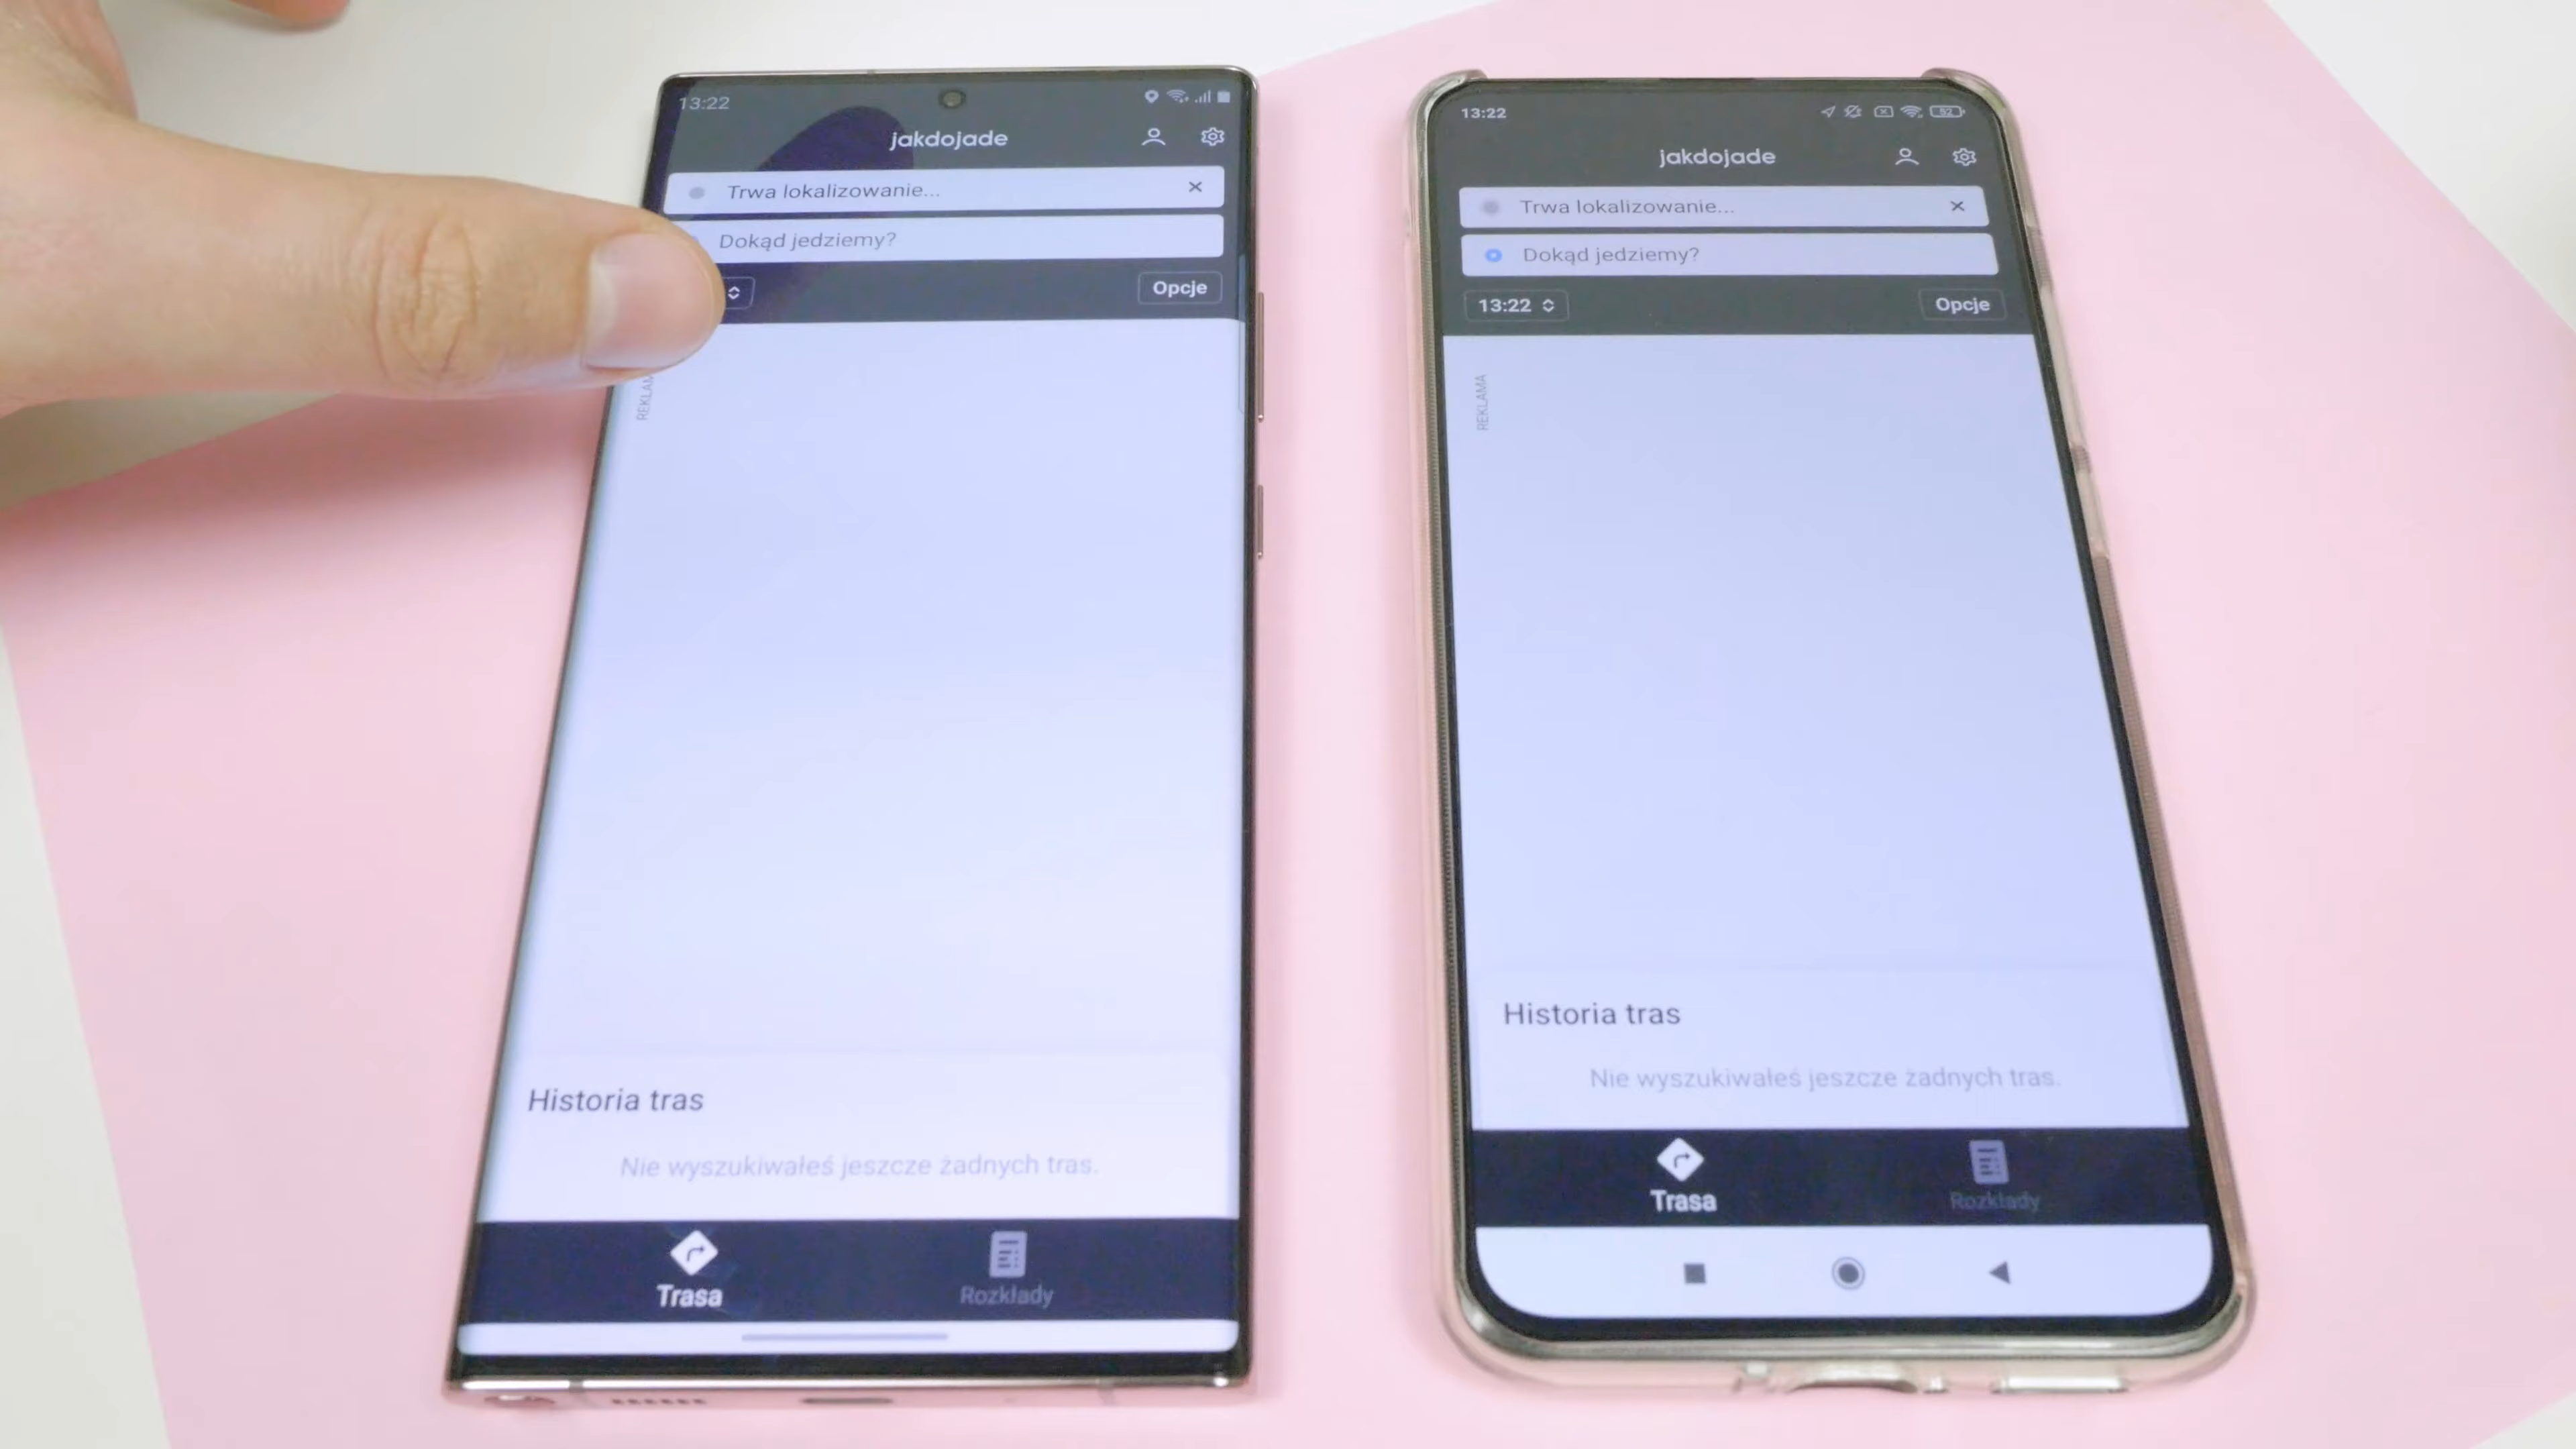 13:22
jakdojade
Trwa lokalizowanie...
Dokąd jedziemy?
Opcje
Historia tras
Nie wyszukiwałeś jeszcze żadnych tras.
Trasa
Rozkłady
13:22
52
jakdojade
Trwa lokalizowanie...
Dokąd jedziemy?
13:22
Opcje
REKLAMA
Historia tras
Nie wyszukiwałeś jeszcze żadnych tras.
Trasa
Rozkłady